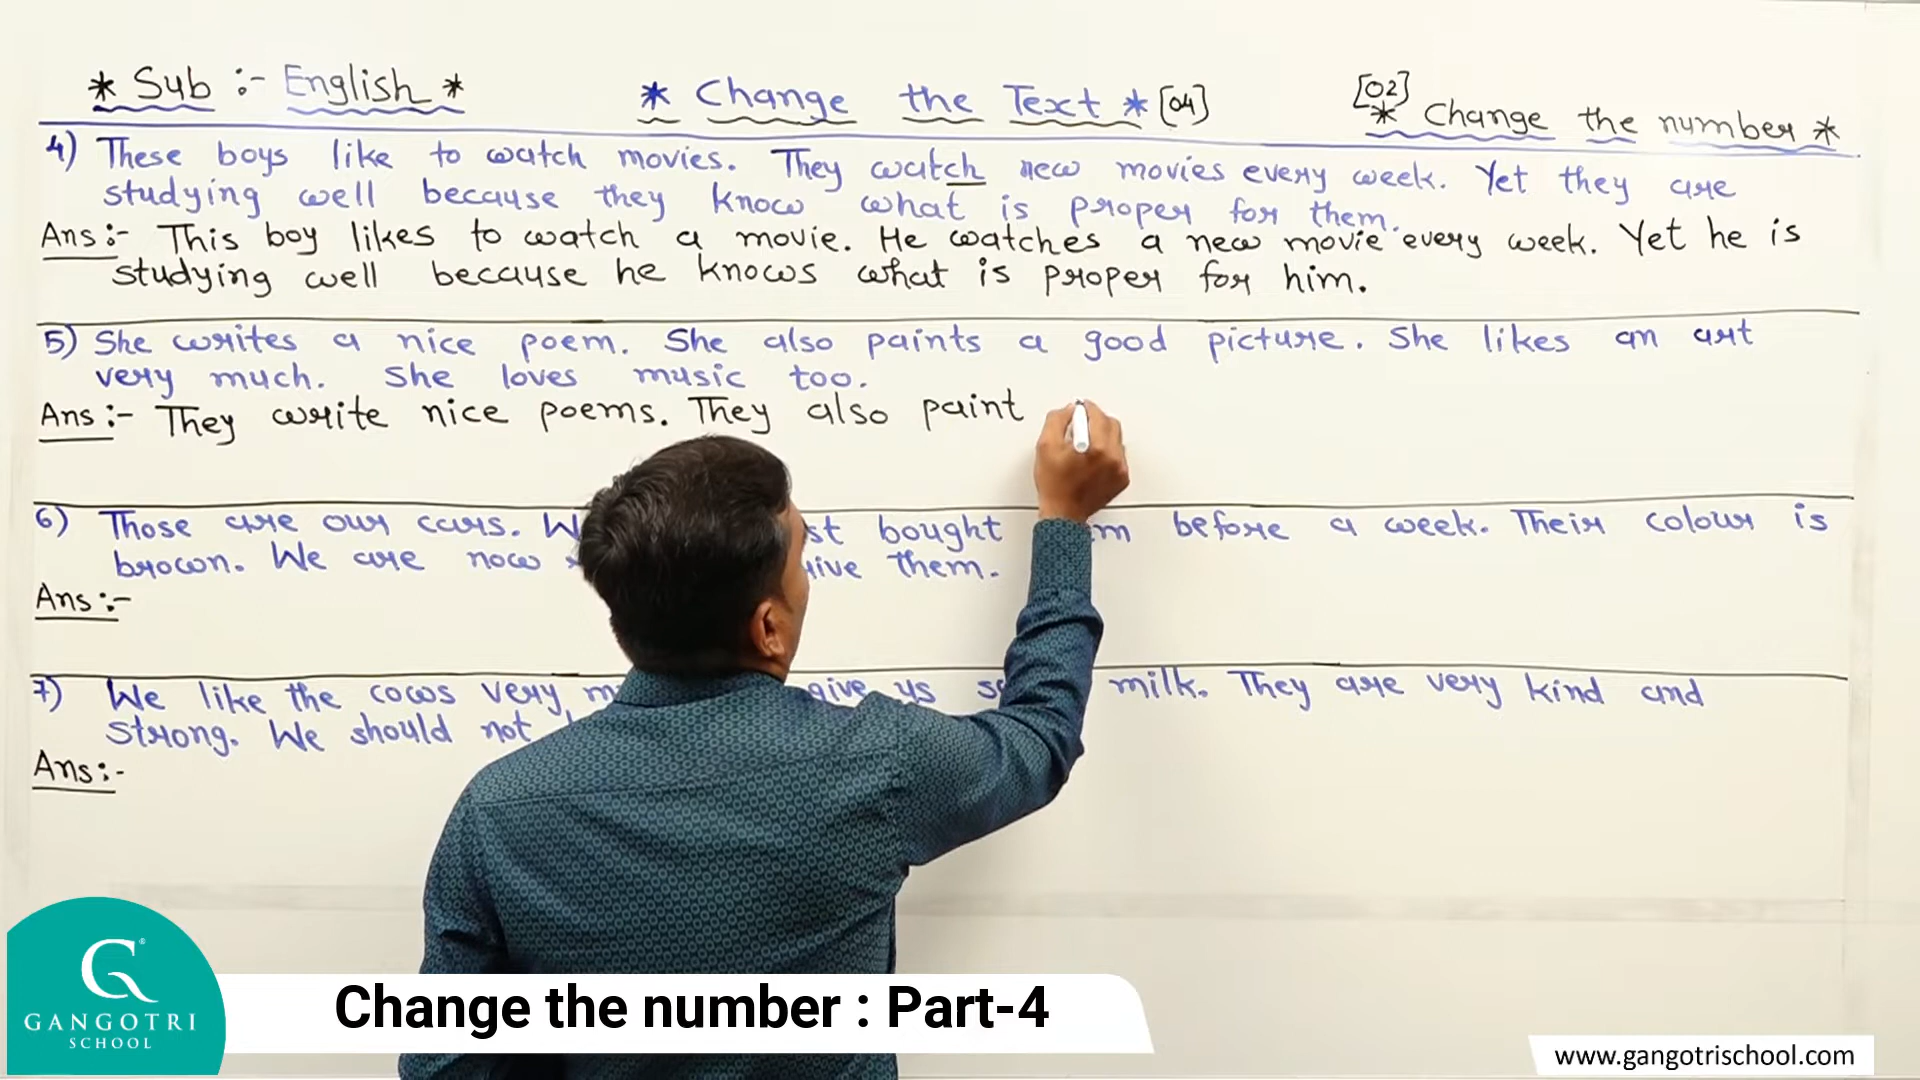 * Sub :- English *
* Change the Text * [04]
[02]
* Change the number *
4) These boys like to watch movies. They watch new movies every week. Yet they are
studying well because they know what is proper for them.
Ans :- This boy likes to watch a movie. He watches a new movie every week. Yet he is
studying well because he knows what is proper for him.
5) She writes a nice poem. She also paints a good picture. She likes an art
very much. She loves music too.
Ans :- They write nice poems. They also paint
6) Those are our cars. bought before a week. Their colour is
brown. We are now them.
Ans :-
7) We like the cows very give us milk. They are very kind and
strong. We should not
Ans :-
GANGOTRI
SCHOOL
Change the number : Part-4
www.gangotrischool.com